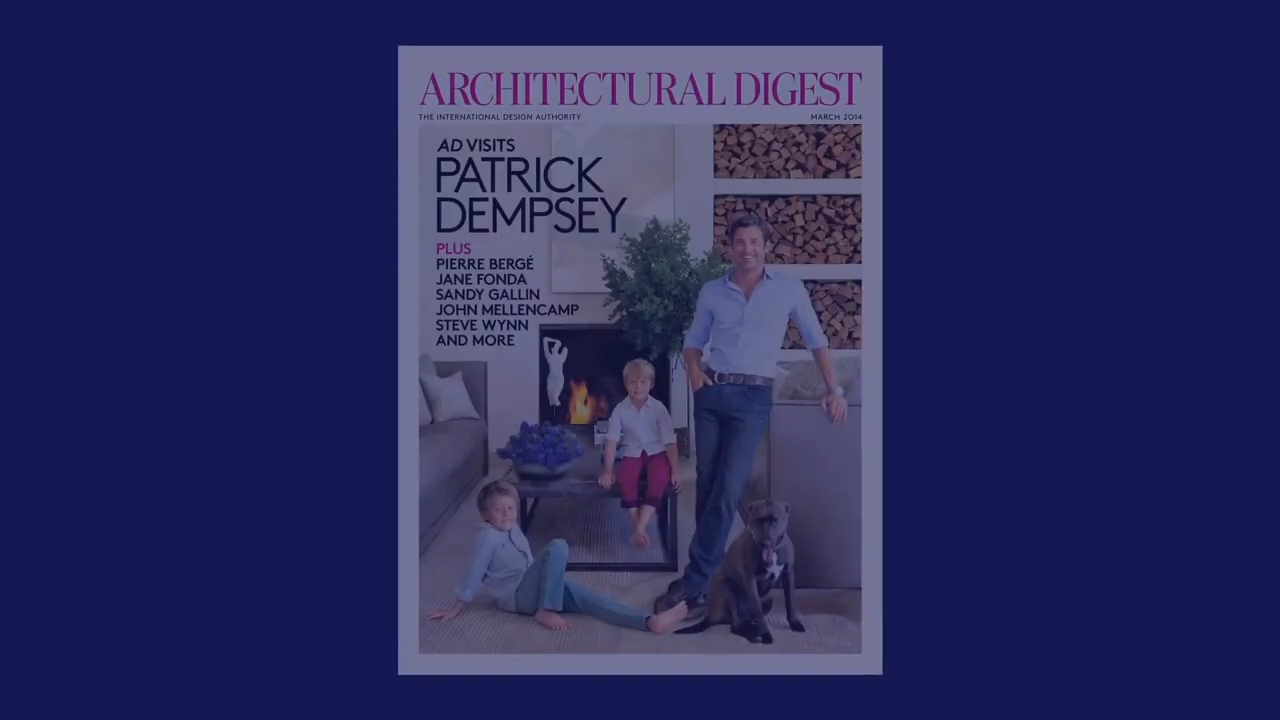 ARCHITECTURAL DIGEST
THE INTERNATIONAL DESIGN AUTHORITY MARCH 2014
AD VISITS
PATRICK
DEMPSEY
PLUS
PIERRE BERGÉ
JANE FONDA
SANDY GALLIN
JOHN MELLENCAMP
STEVE WYNN
AND MORE